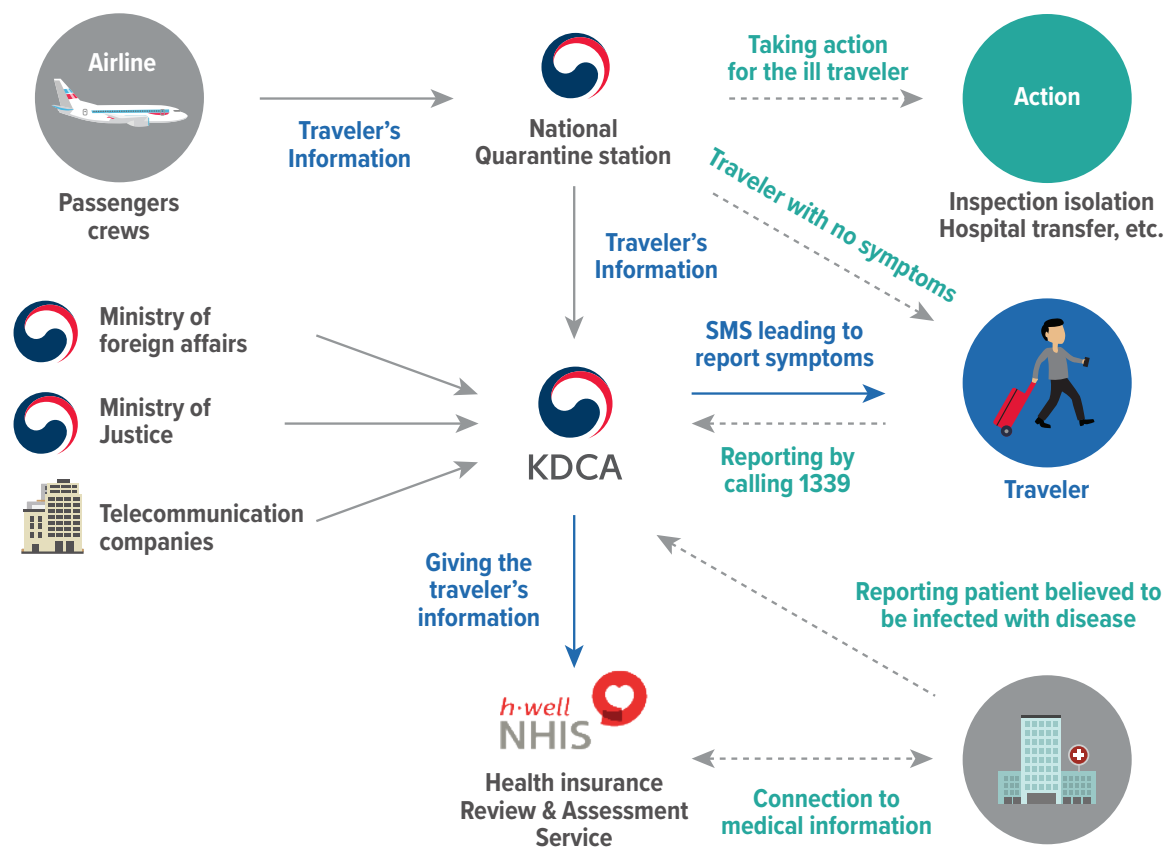 Airline
Passengers
crews
Traveler's
Information
National
Quarantine station
Taking action
for the ill traveler
Action
Inspection isolation
Hospital transfer, etc.
Traveler with no symptoms
Traveler's
Information
Ministry of
foreign affairs
Ministry of
Justice
Telecommunication
companies
KDCA
SMS leading to
report symptoms
Reporting by
calling 1339
Traveler
Giving the
traveler's
information
Reporting patient believed to
be infected with disease
h·well
NHIS
Health insurance
Review & Assessment
Service
Connection to
medical information